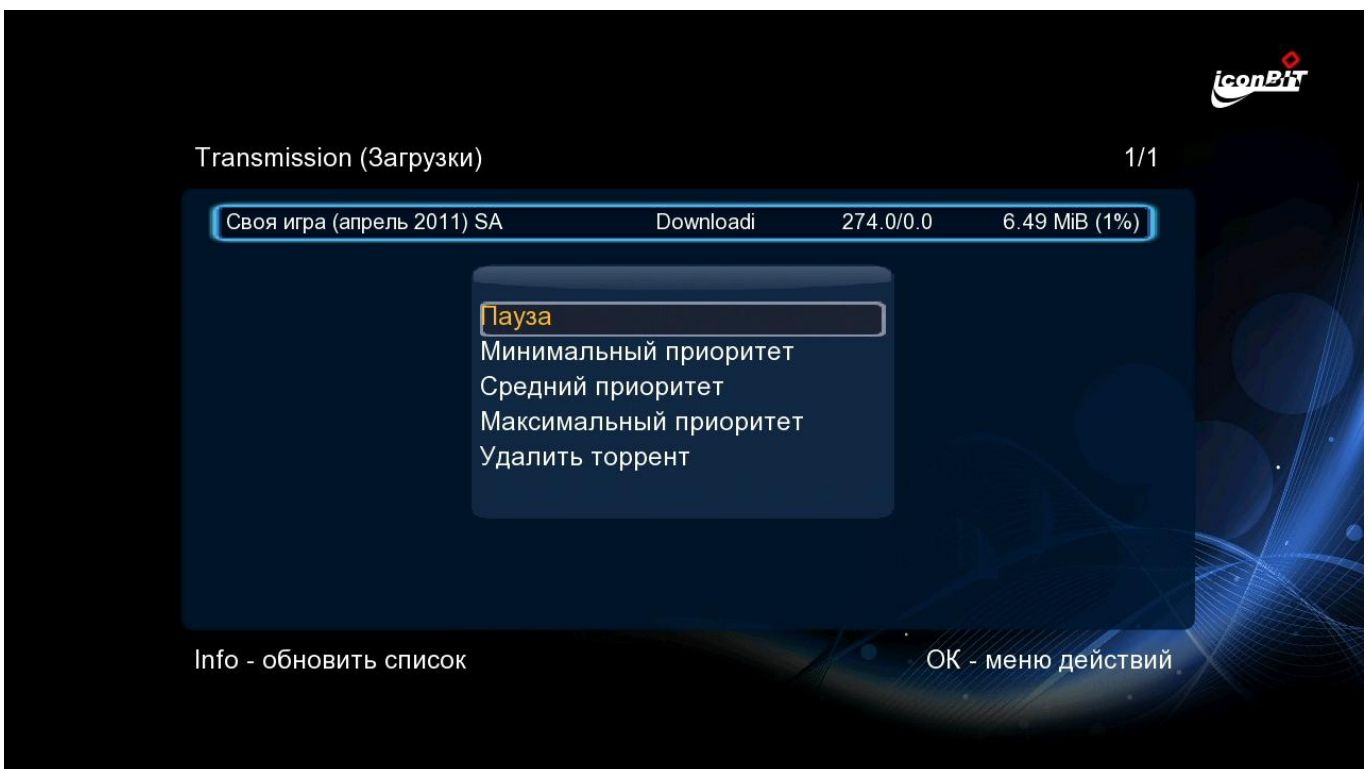 iconBIT
Transmission (Загрузки) 1/1
Своя игра (апрель 2011) SA Downloadi 274.0/0.0 6.49 MiB (1%)
Пауза
Минимальный приоритет
Средний приоритет
Максимальный приоритет
Удалить торрент
Info - обновить список ОК - меню действий